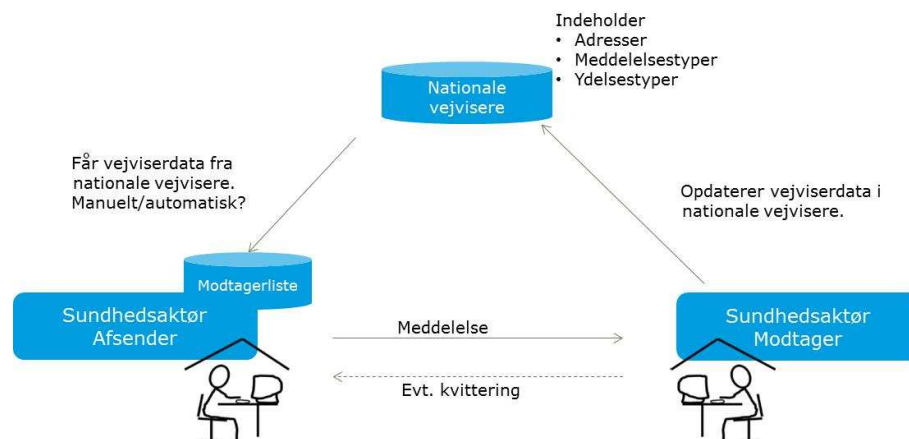 Indeholder
• Adresser
• Meddelelsestyper
• Ydelsestyper
Nationale
vejvisere
Får vejviserdata fra
nationale vejvisere.
Manuelt/automatisk?
Opdaterer vejviserdata i
nationale vejvisere.
Modtagerliste
Sundhedsaktør
Afsender
Meddelelse
Sundhedsaktør
Modtager
Evt. kvittering